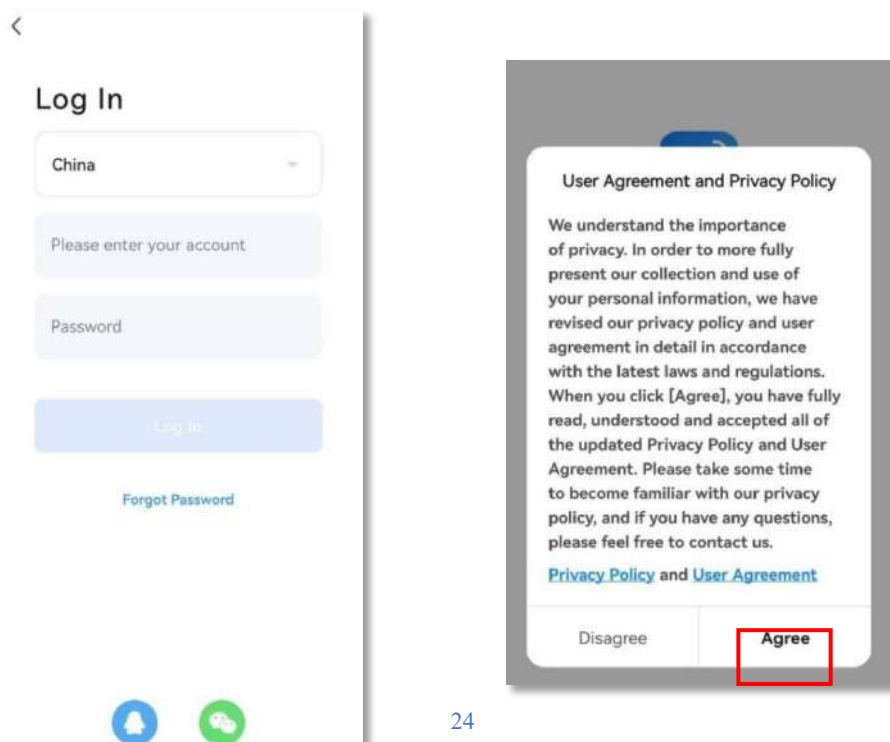 Log In
China
Please enter your account
Password
Log In
Forgot Password
User Agreement and Privacy Policy
We understand the importance
of privacy. In order to more fully
present our collection and use of
your personal information, we have
revised our privacy policy and user
agreement in detail in accordance
with the latest laws and regulations.
When you click [Agree], you have fully
read, understood and accepted all of
the updated Privacy Policy and User
Agreement. Please take some time
to become familiar with our privacy
policy, and if you have any questions,
please feel free to contact us.
Privacy Policy and User Agreement
Disagree
Agree
24